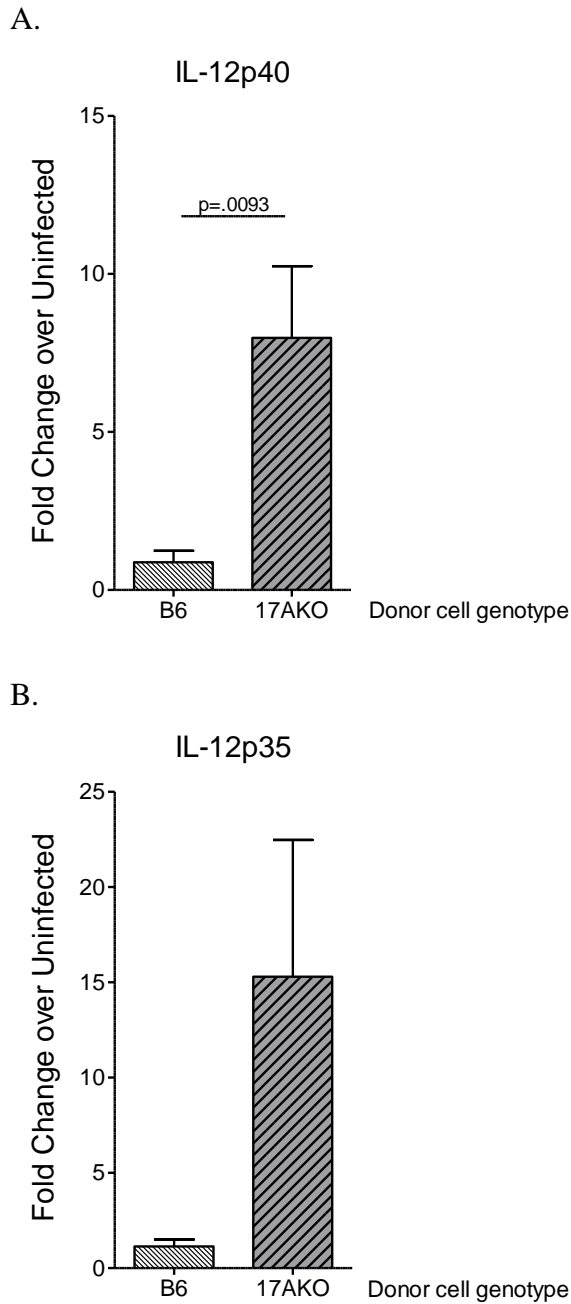 A.
IL-12p40
Fold Change over Uninfected
15
10
5
0
p=.0093
B6 17AKO Donor cell genotype
B.
IL-12p35
Fold Change over Uninfected
25
20
15
10
5
0
B6 17AKO Donor cell genotype